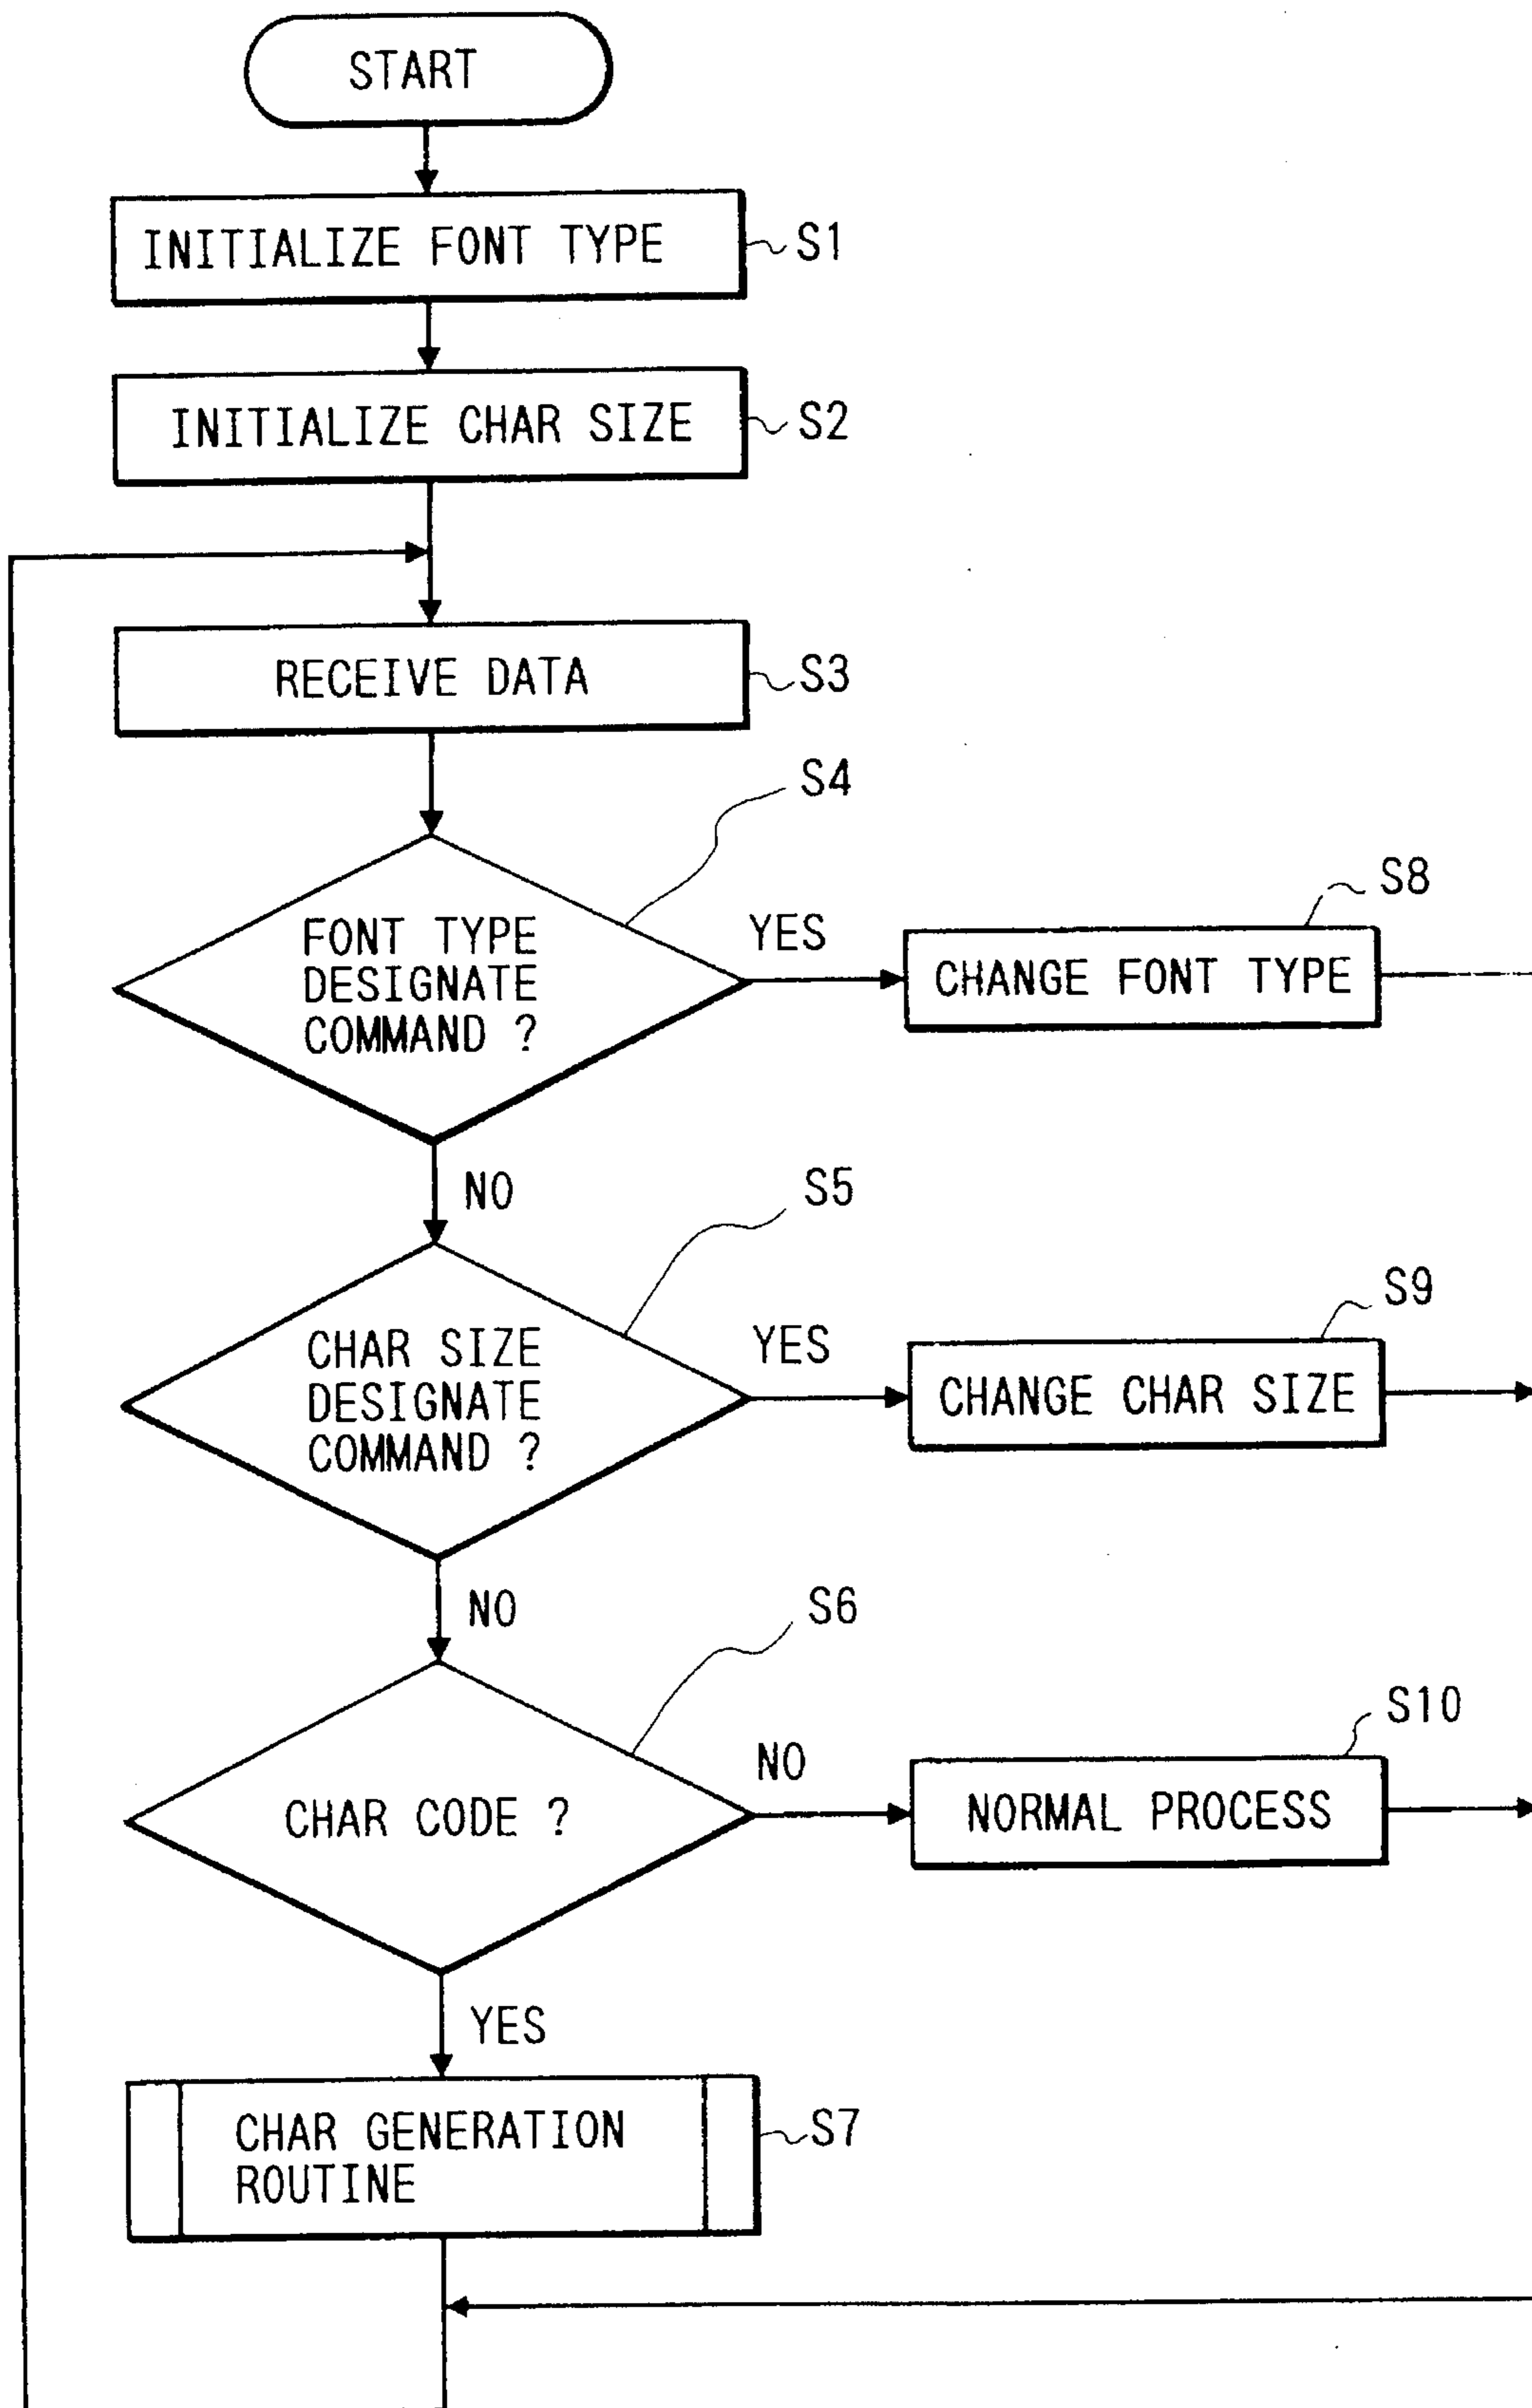 START
INITIALIZE FONT TYPE
S1
INITIALIZE CHAR SIZE
S2
RECEIVE DATA
S3
S4
FONT TYPE
DESIGNATE
COMMAND ?
YES
S8
CHANGE FONT TYPE
NO
S5
CHAR SIZE
DESIGNATE
COMMAND ?
YES
S9
CHANGE CHAR SIZE
NO
S6
CHAR CODE ?
NO
S10
NORMAL PROCESS
YES
CHAR GENERATION
ROUTINE
S7